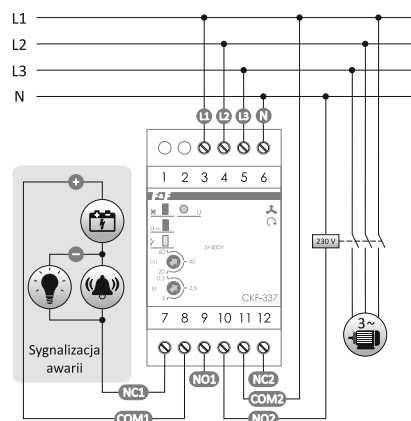 L1
L2
L3
N
L1 L2 L3 N
+
1 2 3 4 5 6
F&F
U
3×400V
60
(V) 40
20
0.2
2.5
5
CKF-337
230 V
3~
7 8 9 10 11 12
Sygnalizacja
awarii
NC1 NO1 NC2
COM2
COM1 NO2